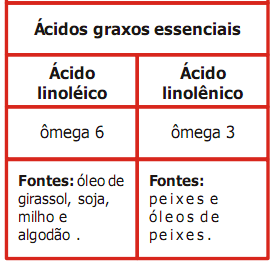 Ácidos graxos essenciais
Ácido
linoléico
Ácido
linolênico
ômega 6
ômega 3
Fontes: óleo de
girassol, soja,
milho e
algodão .
Fontes:
peixes e
óleos de
peixes.